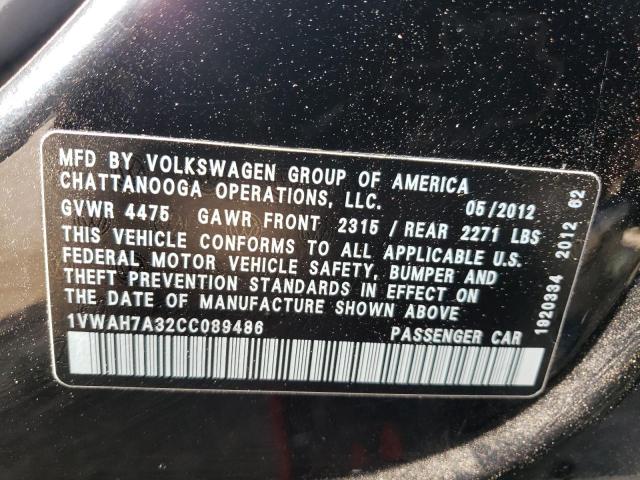 MFD BY VOLKSWAGEN GROUP OF AMERICA
CHATTANOOGA OPERATIONS, LLC. 05/2012
GVWR 4475 GAWR FRONT 2315 / REAR 2271 LBS
THIS VEHICLE CONFORMS TO ALL APPLICABLE U.S.
FEDERAL MOTOR VEHICLE SAFETY, BUMPER AND
THEFT PREVENTION STANDARDS IN EFFECT ON
THE DATE OF MANUFACTURE SHOWN ABOVE
1VWAH7A32CC089486 PASSENGER CAR
1920334 2012 62